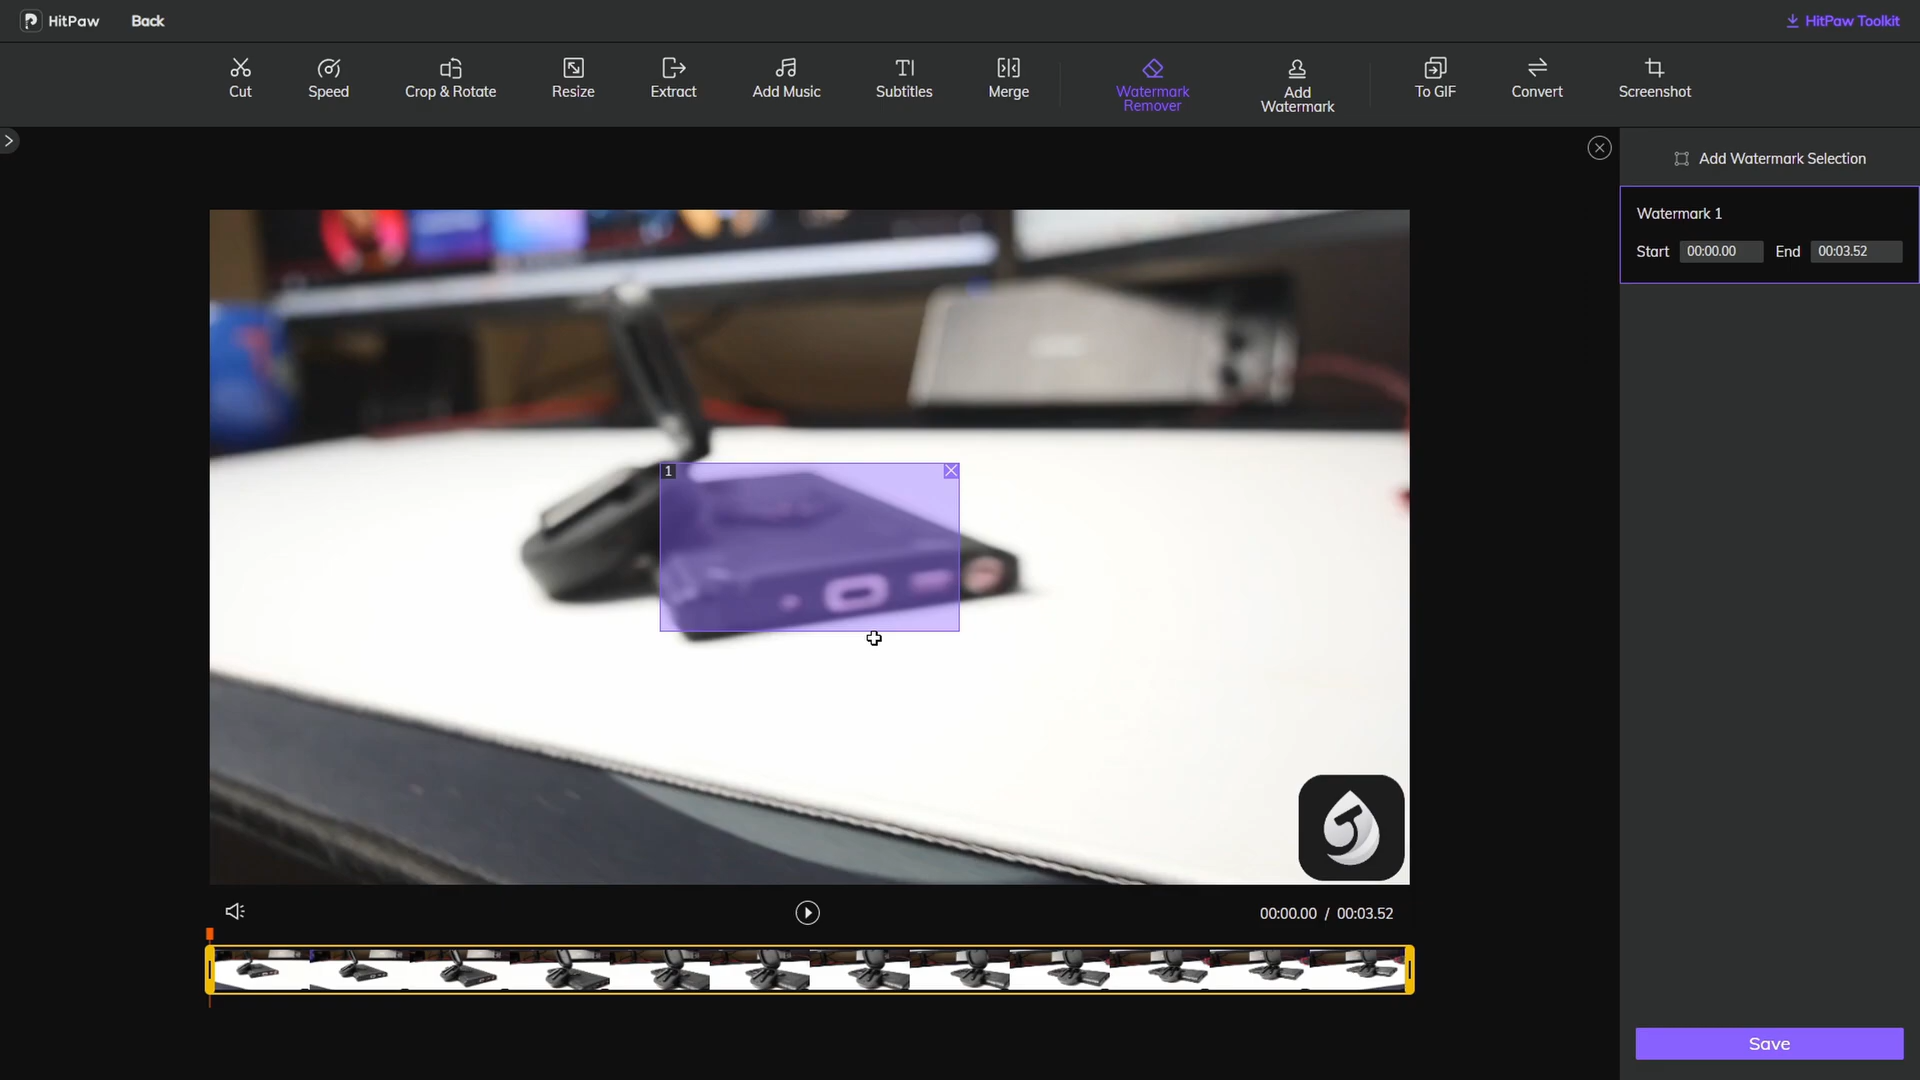 HitPaw
Back
HitPaw Toolkit
Cut
Speed
Crop & Rotate
Resize
Extract
Add Music
Subtitles
Merge
Watermark
Remover
Add
Watermark
To GIF
Convert
Screenshot
Add Watermark Selection
Watermark 1
Start 00:00.00 End 00:03.52
1
00:00.00 / 00:03.52
Save